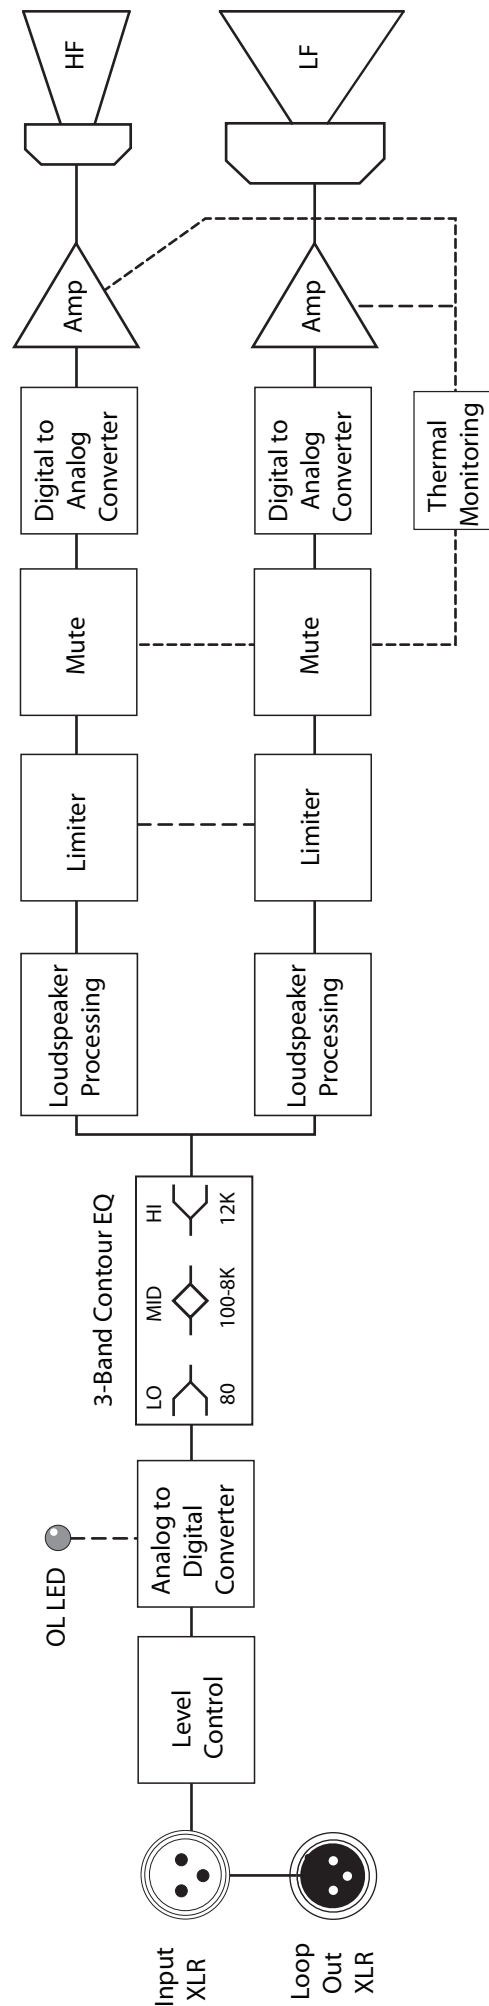 Input
XLR
Loop
Out
XLR
Level
Control
OL LED
Analog to
Digital
Converter
3-Band Contour EQ
LO
MID
HI
80
100-8K
12K
Loudspeaker
Processing
Limiter
Mute
Digital to
Analog
Converter
Amp
HF
Loudspeaker
Processing
Limiter
Mute
Digital to
Analog
Converter
Amp
LF
Thermal
Monitoring